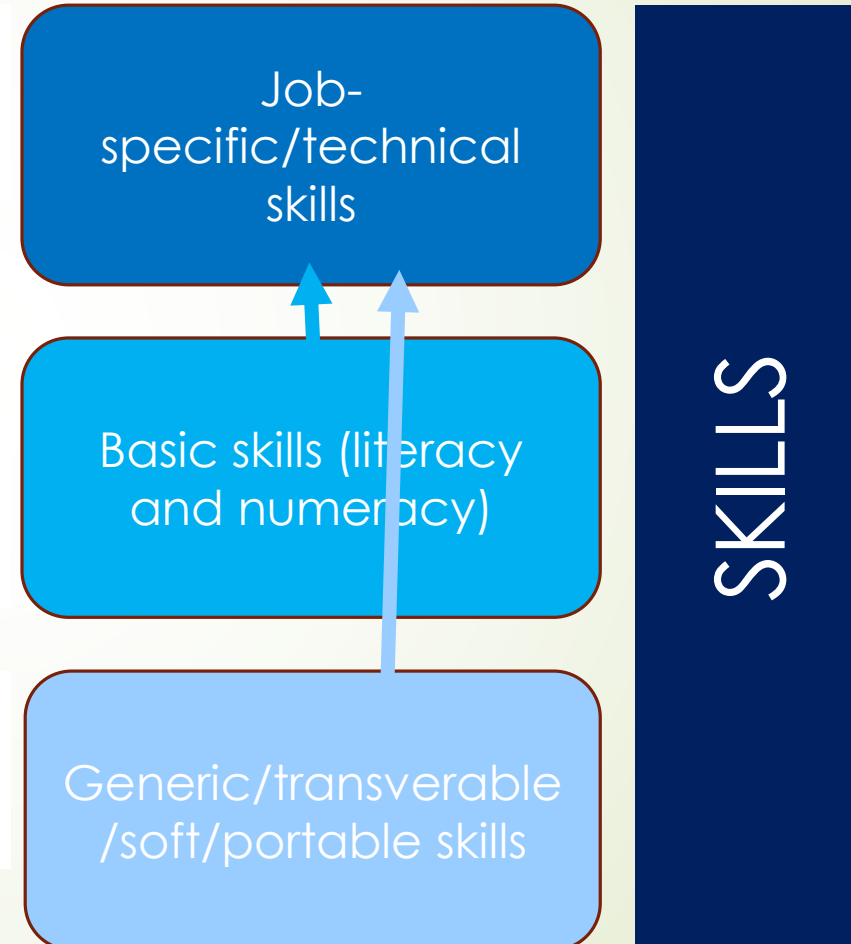 Job-
specific/technical
skills
Basic skills (literacy
and numeracy)
Generic/transverable
/soft/portable skills
SKILLS